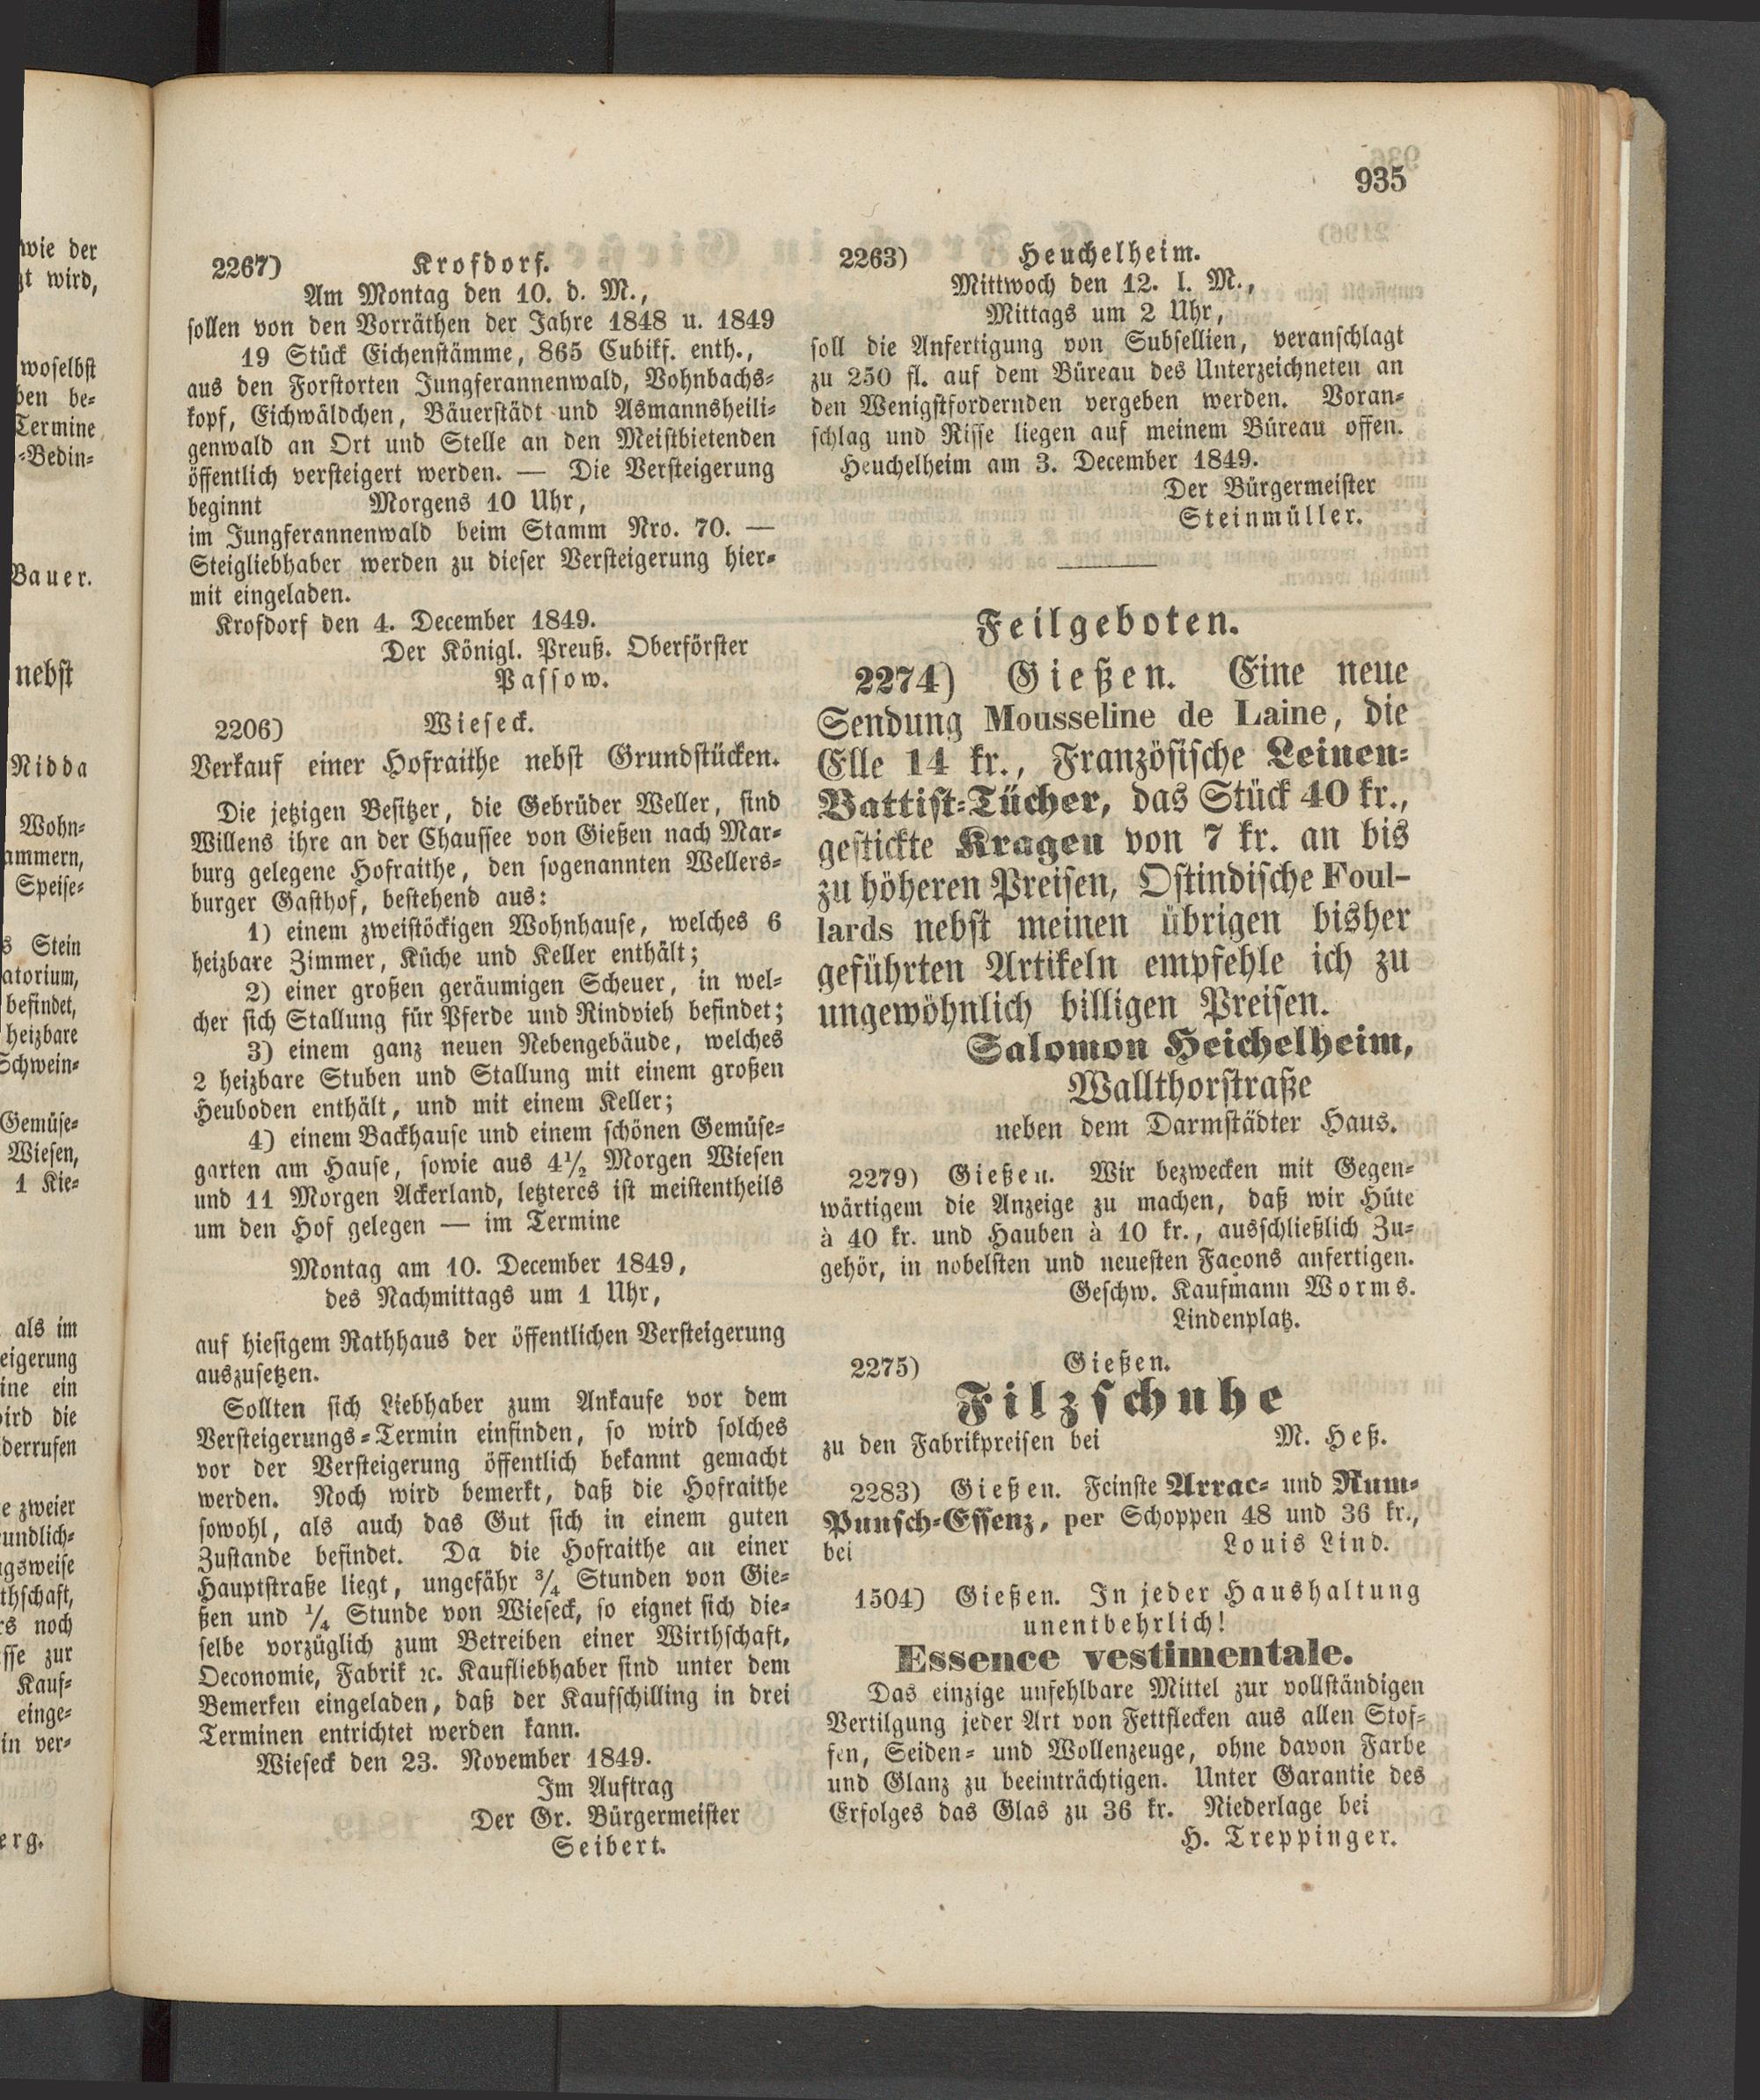 935
2267) Krofdorf.
Am Montag den 10. d. M.,
sollen von den Vorräthen der Jahre 1848 u. 1849
19 Stück Eichenstämme, 865 Cubikf. enth.,
aus den Forstorten Jungferannenwald, Vohnbachs-
kopf, Eichwäldchen, Bäuerstädt und Asmannsheili-
genwald an Ort und Stelle an den Meistbietenden
öffentlich versteigert werden. — Die Versteigerung
beginnt Morgens 10 Uhr,
im Jungferannenwald beim Stamm Nro. 70. —
Steigliebhaber werden zu dieser Versteigerung hier-
mit eingeladen.
Krofdorf den 4. December 1849.
Der Königl. Preuß. Oberförster
Passow.
2206) Wieseck.
Verkauf einer Hofraithe nebst Grundstücken.
Die jetzigen Besitzer, die Gebrüder Weller, sind
Willens ihre an der Chaussee von Gießen nach Mar-
burg gelegene Hofraithe, den sogenannten Wellers-
burger Gasthof, bestehend aus:
1) einem zweistöckigen Wohnhause, welches 6
heizbare Zimmer, Küche und Keller enthält;
2) einer großen geräumigen Scheuer, in wel-
cher sich Stallung für Pferde und Rindvieh befindet;
3) einem ganz neuen Nebengebäude, welches
2 heizbare Stuben und Stallung mit einem großen
Heuboden enthält, und mit einem Keller;
4) einem Backhause und einem schönen Gemüse-
garten am Hause, sowie aus 4½ Morgen Wiesen
und 11 Morgen Ackerland, letzteres ist meistentheils
um den Hof gelegen — im Termine
Montag am 10. December 1849,
des Nachmittags um 1 Uhr,
auf hiesigem Rathhaus der öffentlichen Versteigerung
auszusetzen.
Sollten sich Liebhaber zum Ankaufe vor dem
Versteigerungs-Termin einfinden, so wird solches
vor der Versteigerung öffentlich bekannt gemacht
werden. Noch wird bemerkt, daß die Hofraithe
sowohl, als auch das Gut sich in einem guten
Zustande befindet. Da die Hofraithe an einer
Hauptstraße liegt, ungefähr ¾ Stunden von Gie-
ßen und ¼ Stunde von Wieseck, so eignet sich die-
selbe vorzüglich zum Betreiben einer Wirthschaft,
Oeconomie, Fabrik ꝛc. Kaufliebhaber sind unter dem
Bemerken eingeladen, daß der Kaufschilling in drei
Terminen entrichtet werden kann.
Wieseck den 23. November 1849.
Im Auftrag
Der Gr. Bürgermeister
Seibert.
2263) Heuchelheim.
Mittwoch den 12. l. M.,
Mittags um 2 Uhr,
soll die Anfertigung von Subsellien, veranschlagt
zu 250 fl. auf dem Büreau des Unterzeichneten an
den Wenigstfordernden vergeben werden. Voran-
schlag und Risse liegen auf meinem Büreau offen.
Heuchelheim am 3. December 1849.
Der Bürgermeister
Steinmüller.
Feilgeboten.
2274) Gießen. Eine neue
Sendung Mousseline de Laine, die
Elle 14 kr., Französische Leinen-
Battist-Tücher, das Stück 40 kr.,
gestickte Kragen von 7 kr. an bis
zu höheren Preisen, Ostindische Foul-
lards nebst meinen übrigen bisher
geführten Artikeln empfehle ich zu
ungewöhnlich billigen Preisen.
Salomon Heichelheim,
Wallthorstraße
neben dem Darmstädter Haus.
2279) Gießen. Wir bezwecken mit Gegen-
wärtigem die Anzeige zu machen, daß wir Hüte
à 40 kr. und Hauben à 10 kr., ausschließlich Zu-
gehör, in nobelsten und neuesten Façons anfertigen.
Geschw. Kaufmann Worms.
Lindenplatz.
2275) Gießen.
Filzschuhe
zu den Fabrikpreisen bei M. Heß.
2283) Gießen. Feinste Arrac- und Rum-
Punsch-Essenz, per Schoppen 48 und 36 kr.,
bei Louis Lind.
1504) Gießen. In jeder Haushaltung
unentbehrlich!
Essence vestimentale.
Das einzige unfehlbare Mittel zur vollständigen
Vertilgung jeder Art von Fettflecken aus allen Stof-
fen, Seiden- und Wollenzeuge, ohne davon Farbe
und Glanz zu beeinträchtigen. Unter Garantie des
Erfolges das Glas zu 36 kr. Niederlage bei
H. Treppinger.